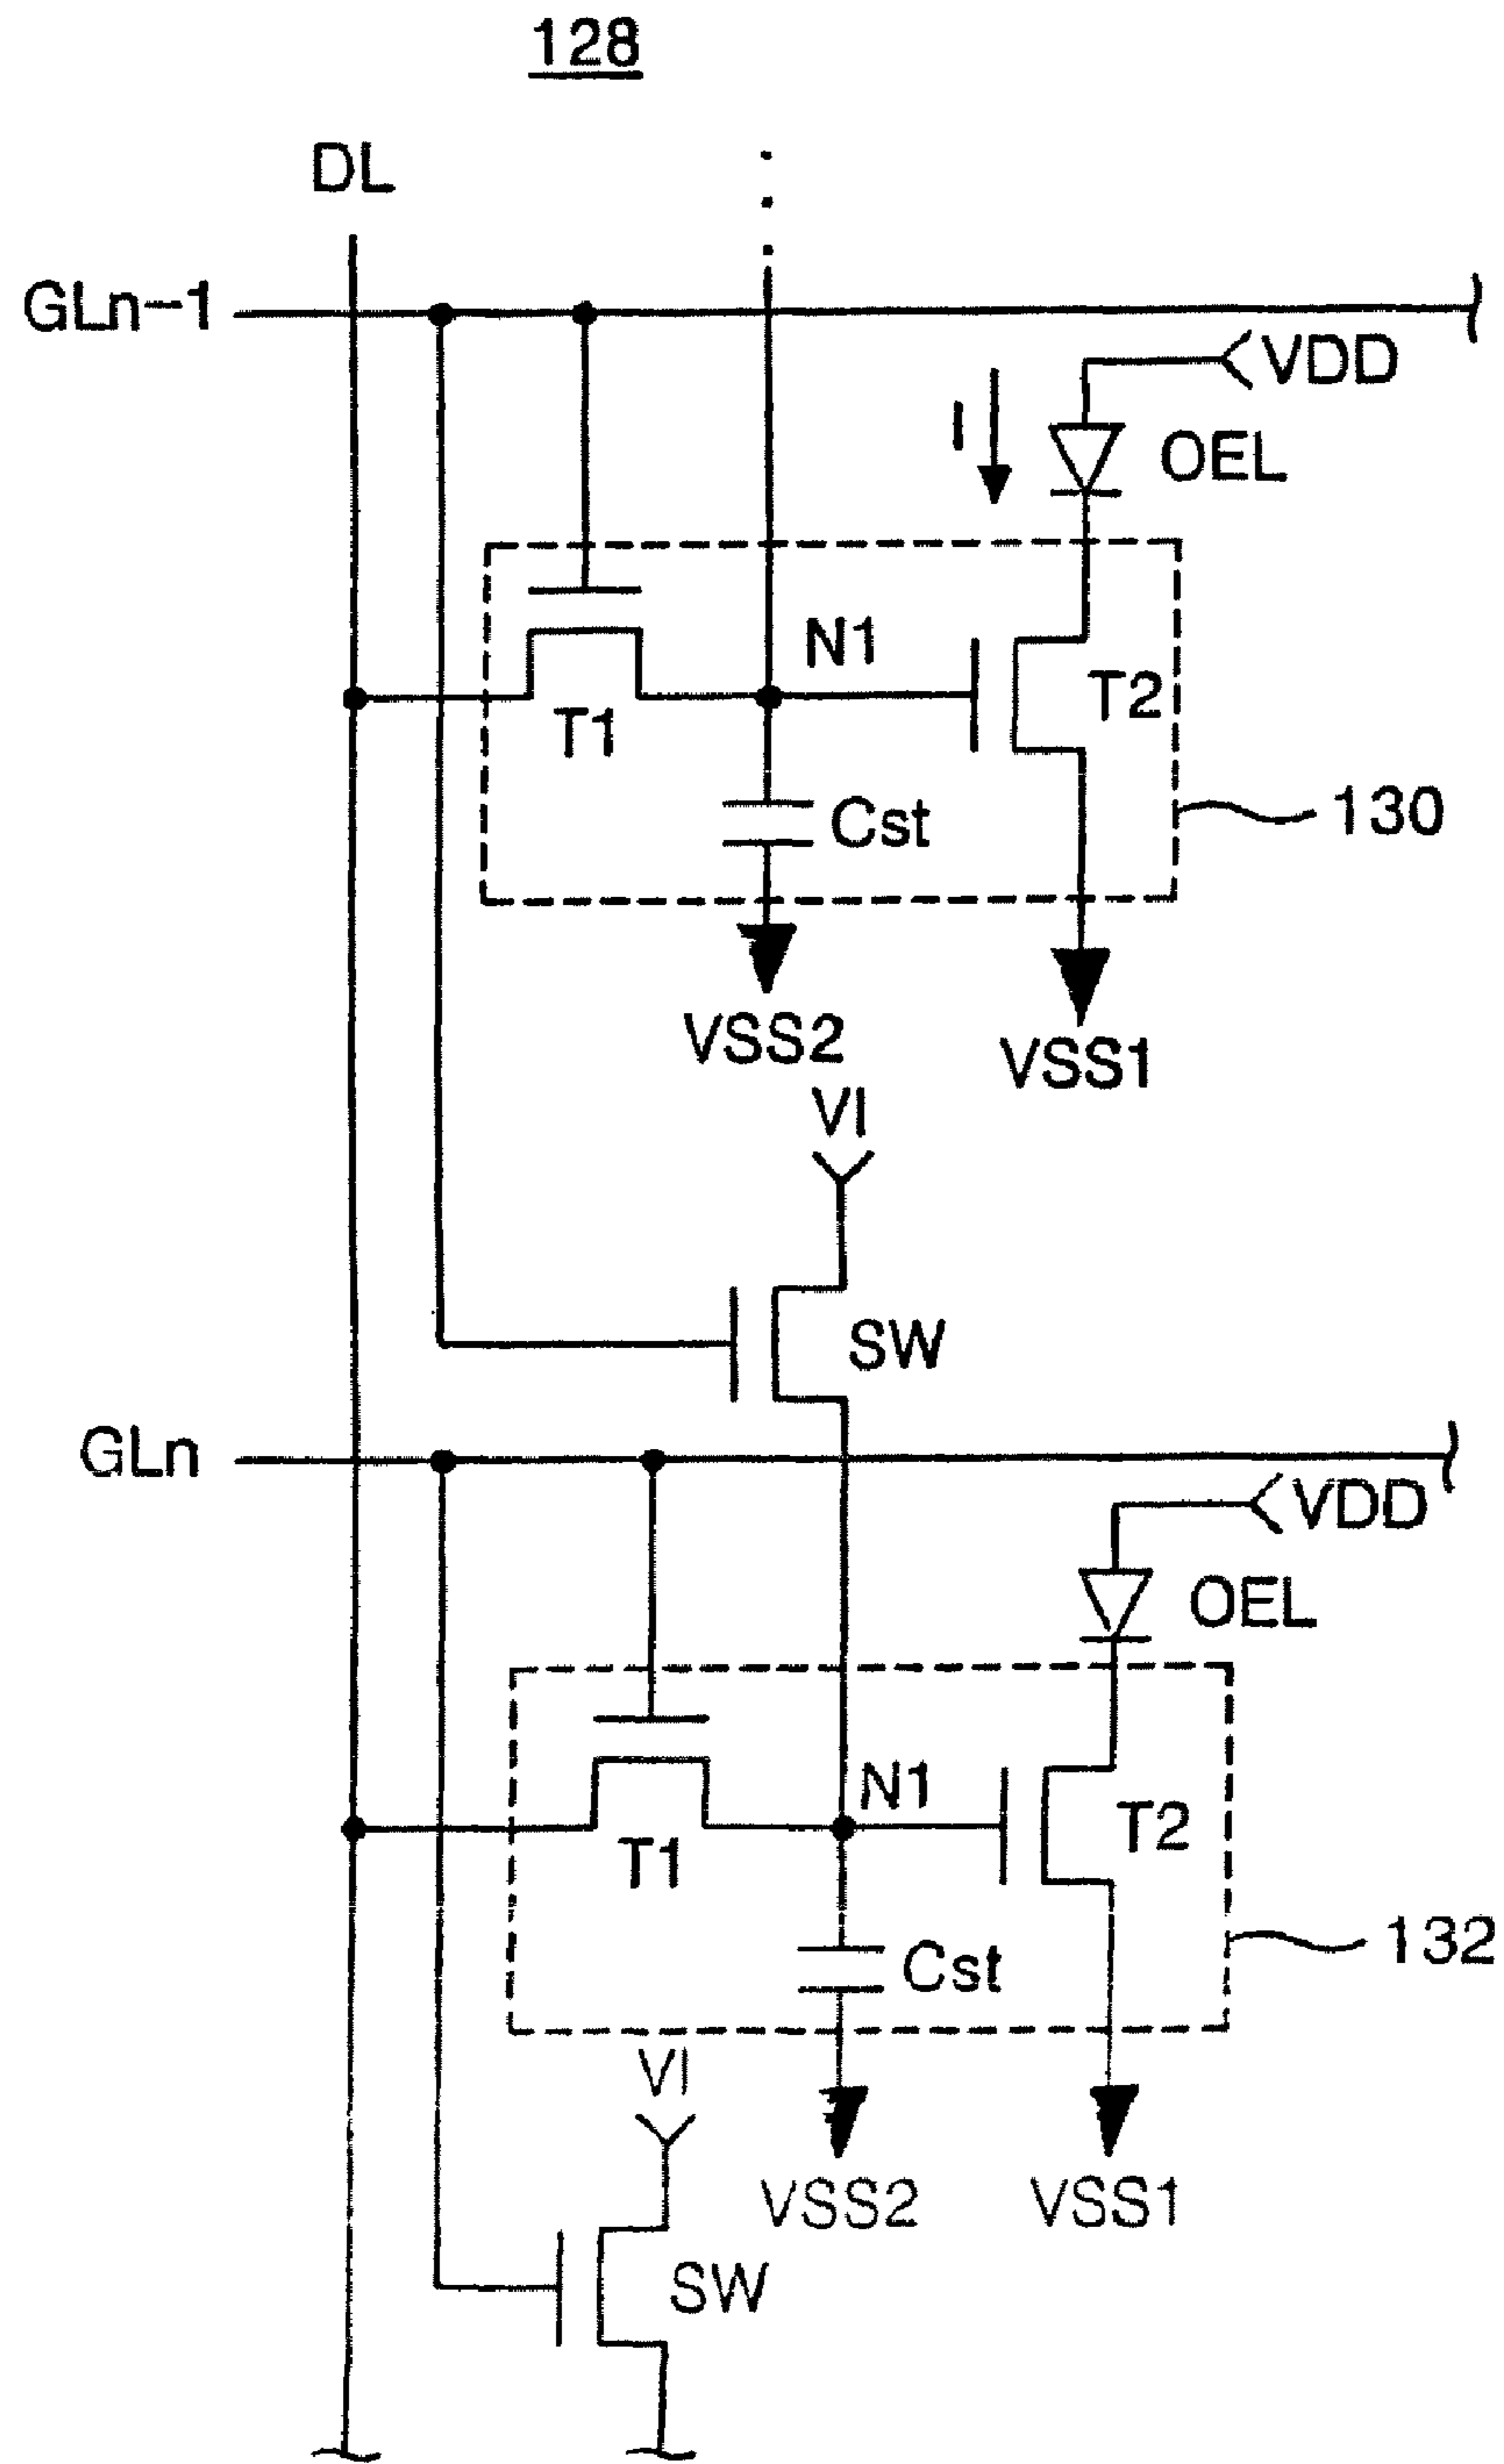 128
DL
GLn-1
VDD
I
OEL
N1
T2
T1
Cst
130
VSS2
VSS1
VI
SW
GLn
VDD
OEL
N1
T2
T1
Cst
132
VI
VSS2
VSS1
SW